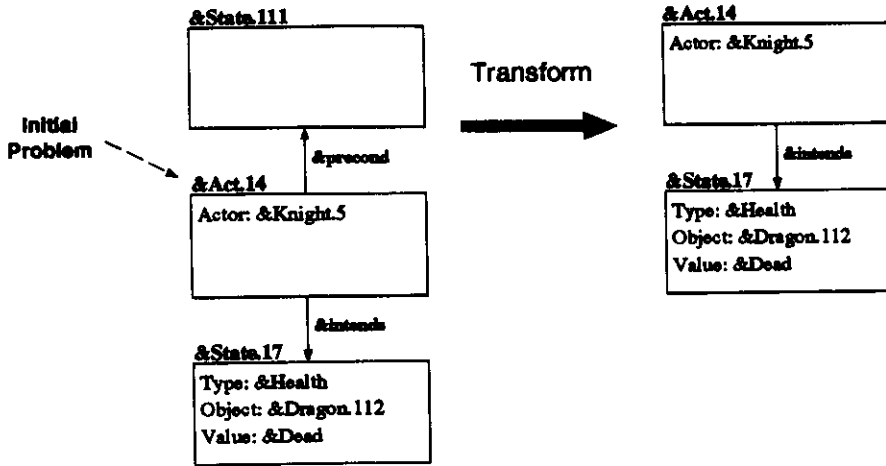 &State.111
Initial
Problem
&precond
&Act.14
Actor: &Knight.5
&intends
&State.17
Type: &Health
Object: &Dragon.112
Value: &Dead
Transform
&Act.14
Actor: &Knight.5
&intends
&State.17
Type: &Health
Object: &Dragon.112
Value: &Dead